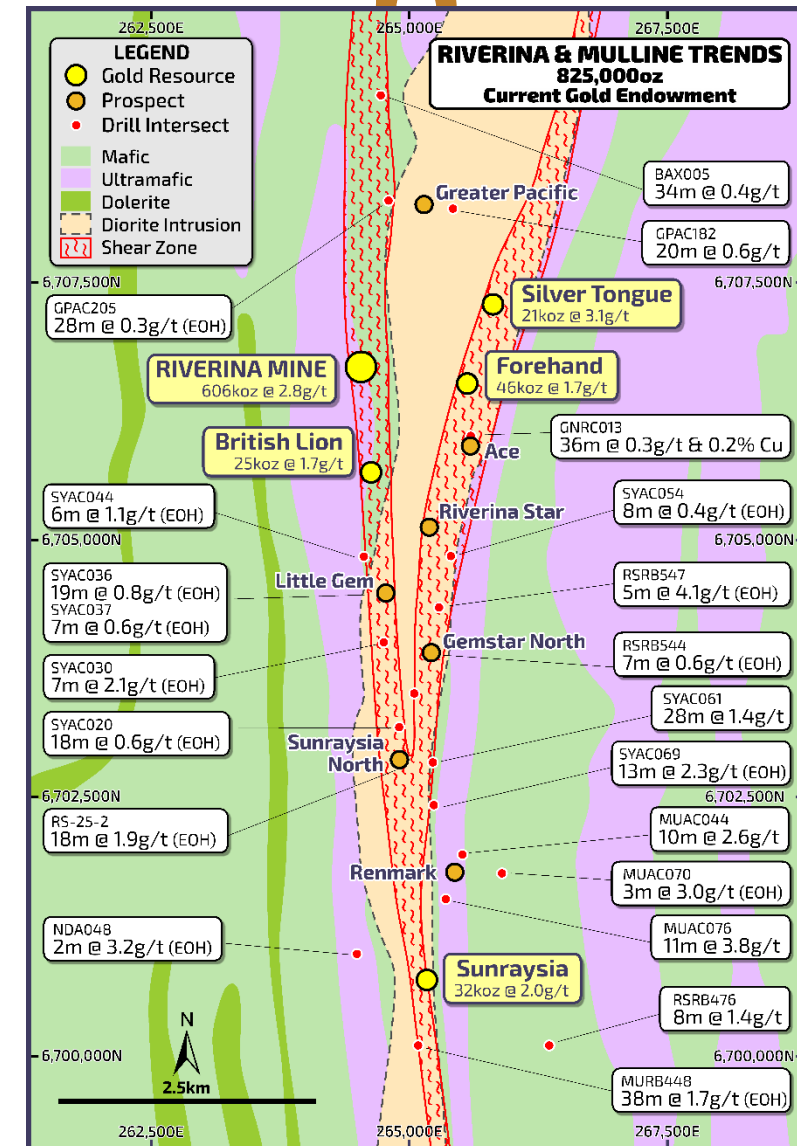 262,500E
265,000E
267,500E
LEGEND
Gold Resource
Prospect
Drill Intersect
Mafic
Ultramafic
Dolerite
Diorite Intrusion
Shear Zone
RIVERINA & MULLINE TRENDS
825,000oz
Current Gold Endowment
BAX005
34m @ 0.4g/t
Greater Pacific
GPAC182
20m @ 0.6g/t
6,707,500N
6,707,500N
GPAC205
28m @ 0.3g/t (EOH)
Silver Tongue
21koz @ 3.1g/t
RIVERINA MINE
606koz @ 2.8g/t
Forehand
46koz @ 1.7g/t
British Lion
25koz @ 1.7g/t
GNRC013
36m @ 0.3g/t & 0.2% Cu
Ace
SYAC044
6m @ 1.1g/t (EOH)
Riverina Star
SYAC054
8m @ 0.4g/t (EOH)
6,705,000N
6,705,000N
SYAC036
19m @ 0.8g/t (EOH)
SYAC037
7m @ 0.6g/t (EOH)
Little Gem
RSRB547
5m @ 4.1g/t (EOH)
SYAC030
7m @ 2.1g/t (EOH)
Gemstar North
RSRB544
7m @ 0.6g/t (EOH)
SYAC020
18m @ 0.6g/t (EOH)
Sunraysia
North
SYAC061
28m @ 1.4g/t
SYAC069
13m @ 2.3g/t (EOH)
6,702,500N
6,702,500N
RS-25-2
18m @ 1.9g/t (EOH)
MUAC044
10m @ 2.6g/t
Renmark
MUAC070
3m @ 3.0g/t (EOH)
NDA048
2m @ 3.2g/t (EOH)
MUAC076
11m @ 3.8g/t
Sunraysia
32koz @ 2.0g/t
RSRB476
8m @ 1.4g/t
N
2.5km
6,700,000N
6,700,000N
MURB448
38m @ 1.7g/t (EOH)
262,500E
265,000E
267,500E